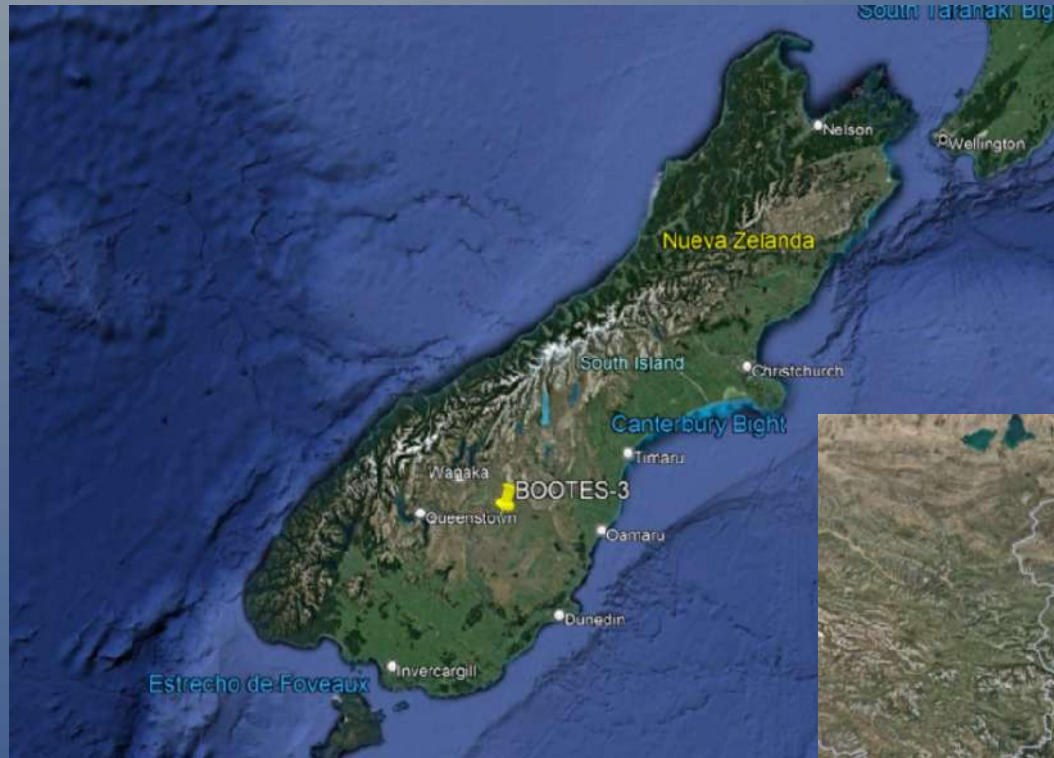 South Taranaki Big
Nelson
Wellington
Nueva Zelanda
South Island
Christchurch
Canterbury Bight
Timaru
Wanaka
BOOTES-3
Queenstown
Oamaru
Dunedin
Invercargill
Estrecho de Foveaux